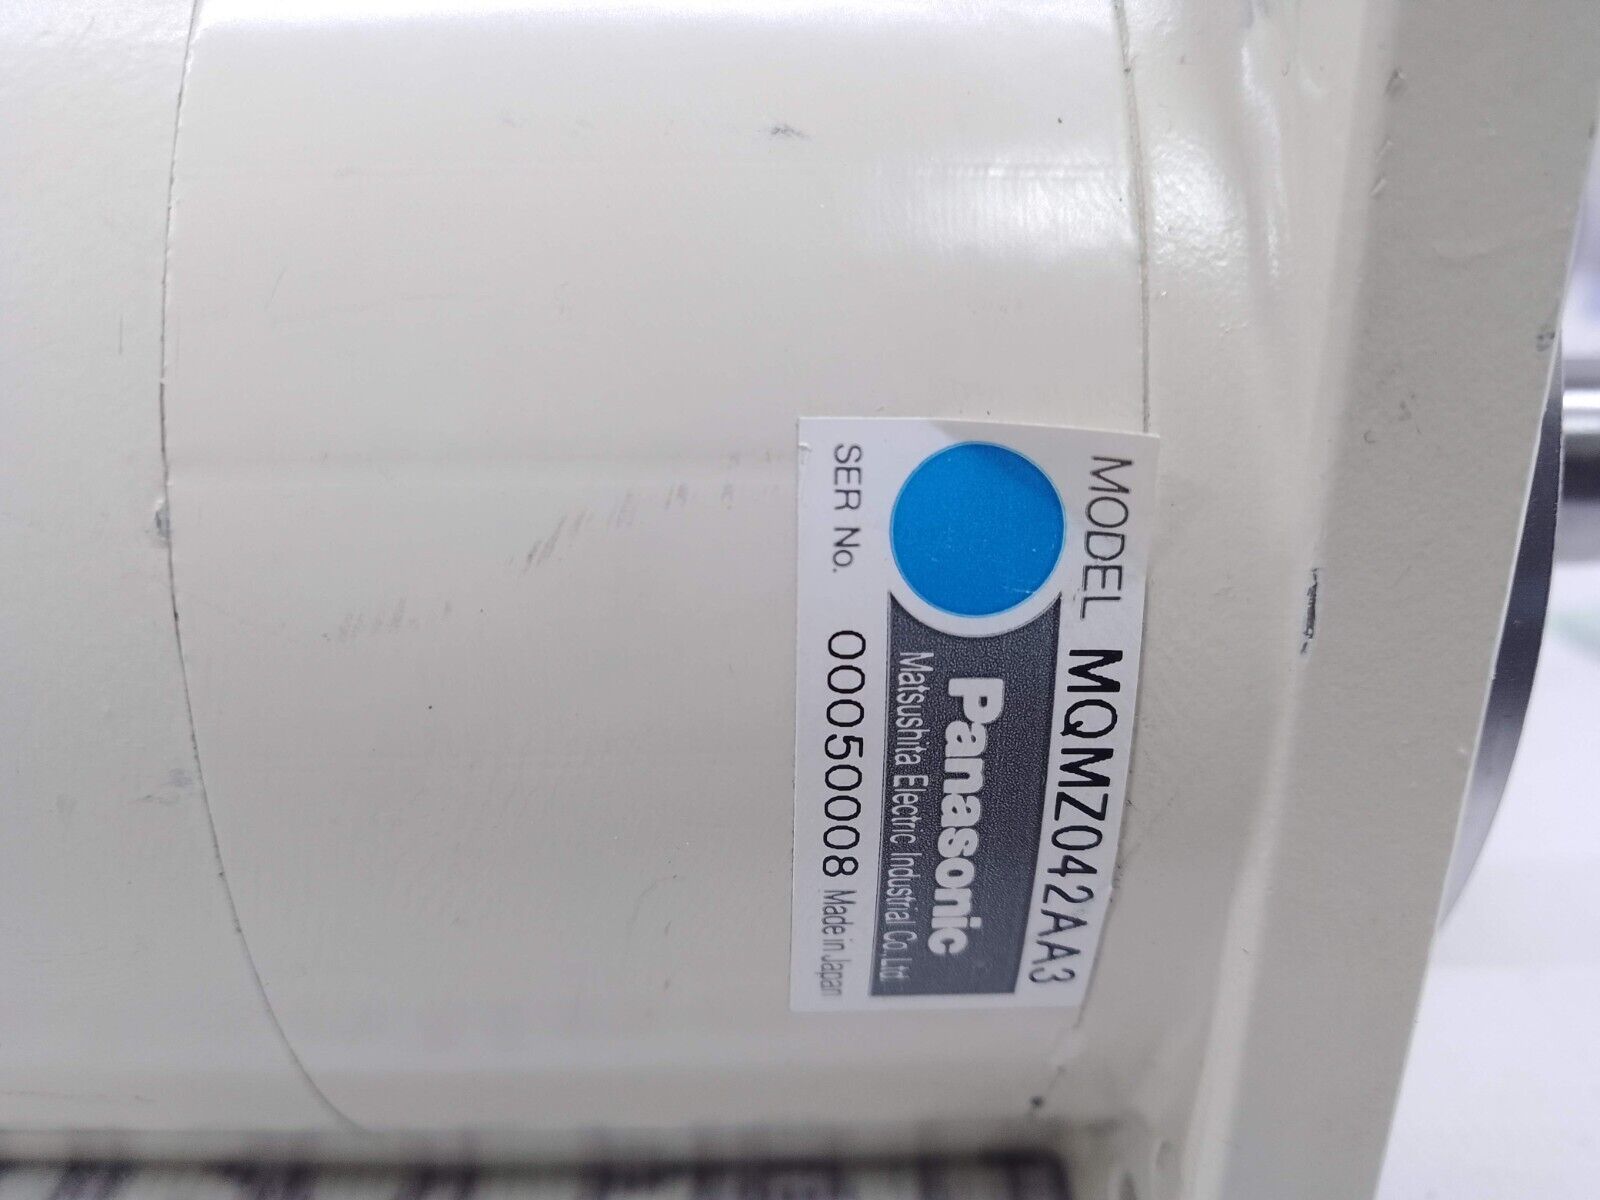 MODEL MQMZ042AA3
Panasonic
Matsushita Electric Industrial Co., Ltd.
SER No. 00050008 Made in Japan